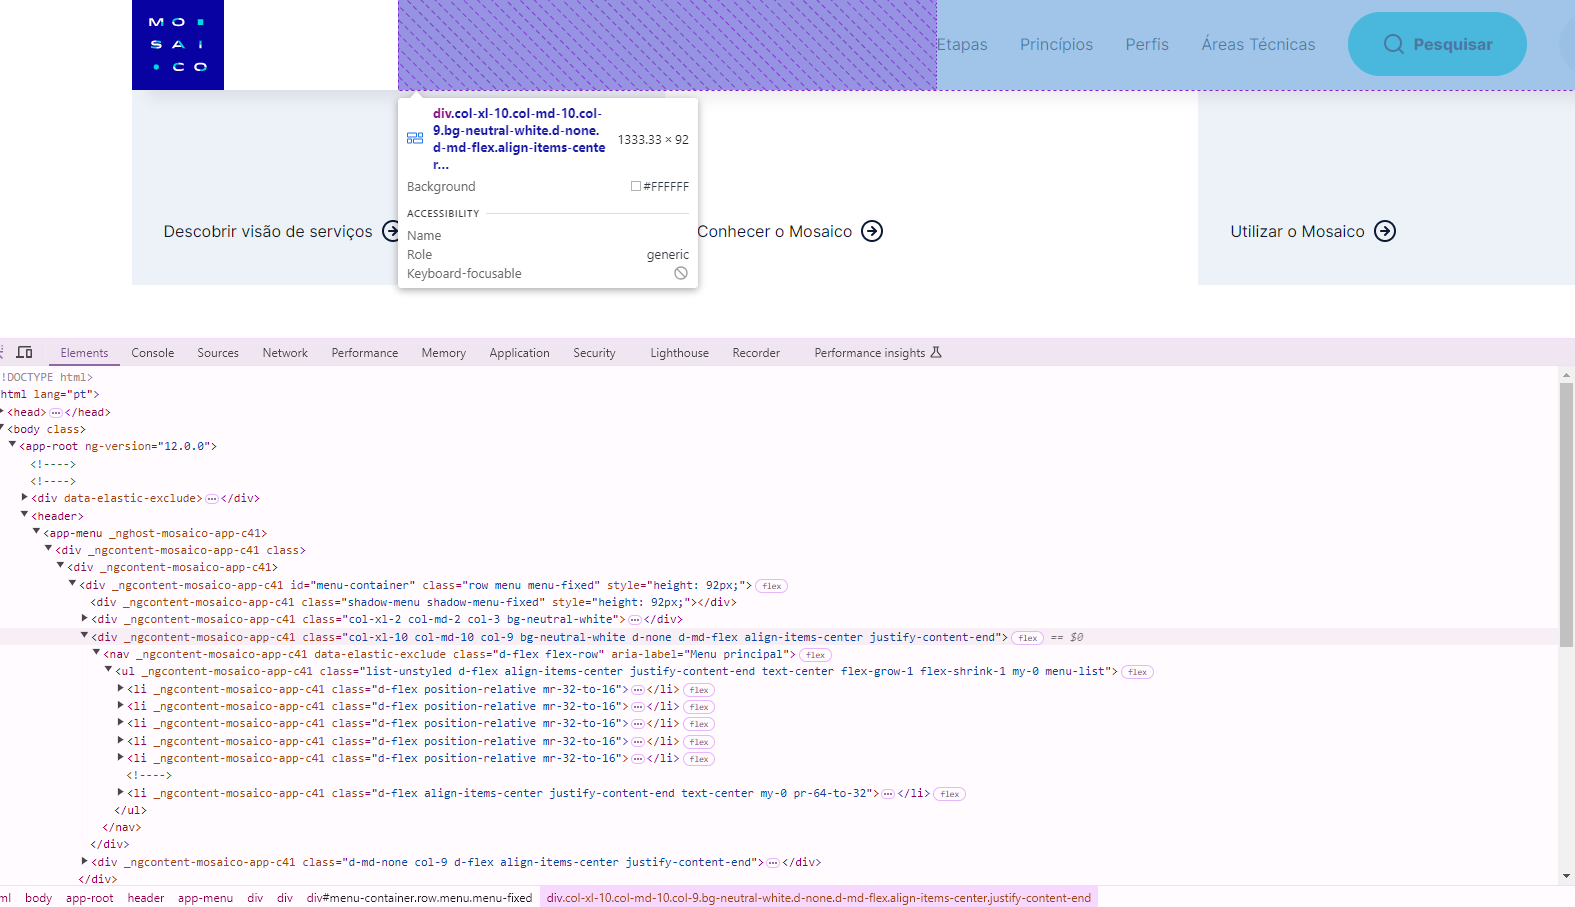 MO
SAI
CO
Etapas Princípios Perfis Áreas Técnicas Pesquisar
div.col-xl-10.col-md-10.col-
9.bg-neutral-white.d-none.
d-md-flex.align-items-cente
r...
1333.33 × 92
Background #FFFFFF
ACCESSIBILITY
Name
Role generic
Keyboard-focusable
Descobrir visão de serviços Conhecer o Mosaico Utilizar o Mosaico
Elements Console Sources Network Performance Memory Application Security Lighthouse Recorder Performance insights
!DOCTYPE html>
html lang="pt">
<head> ••• </head>
<body class>
<app-root ng-version="12.0.0">
<!---->
<!---->
<div data-elastic-exclude> ••• </div>
<header>
<app-menu _nghost-mosaico-app-c41>
<div _ngcontent-mosaico-app-c41 class>
<div _ngcontent-mosaico-app-c41>
<div _ngcontent-mosaico-app-c41 id="menu-container" class="row menu menu-fixed" style="height: 92px;"> flex
<div _ngcontent-mosaico-app-c41 class="shadow-menu shadow-menu-fixed" style="height: 92px;"></div>
<div _ngcontent-mosaico-app-c41 class="col-xl-2 col-md-2 col-3 bg-neutral-white"> ••• </div>
<div _ngcontent-mosaico-app-c41 class="col-xl-10 col-md-10 col-9 bg-neutral-white d-none d-md-flex align-items-center justify-content-end"> flex == $0
<nav _ngcontent-mosaico-app-c41 data-elastic-exclude class="d-flex flex-row" aria-label="Menu principal"> flex
<ul _ngcontent-mosaico-app-c41 class="list-unstyled d-flex align-items-center justify-content-end text-center flex-grow-1 flex-shrink-1 my-0 menu-list"> flex
<li _ngcontent-mosaico-app-c41 class="d-flex position-relative mr-32-to-16"> ••• </li> flex
<li _ngcontent-mosaico-app-c41 class="d-flex position-relative mr-32-to-16"> ••• </li> flex
<li _ngcontent-mosaico-app-c41 class="d-flex position-relative mr-32-to-16"> ••• </li> flex
<li _ngcontent-mosaico-app-c41 class="d-flex position-relative mr-32-to-16"> ••• </li> flex
<li _ngcontent-mosaico-app-c41 class="d-flex position-relative mr-32-to-16"> ••• </li> flex
<!---->
<li _ngcontent-mosaico-app-c41 class="d-flex align-items-center justify-content-end text-center my-0 pr-64-to-32"> ••• </li> flex
</ul>
</nav>
</div>
<div _ngcontent-mosaico-app-c41 class="d-md-none col-9 d-flex align-items-center justify-content-end"> ••• </div>
</div>
ml body app-root header app-menu div div div#menu-container.row.menu.menu-fixed div.col-xl-10.col-md-10.col-9.bg-neutral-white.d-none.d-md-flex.align-items-center.justify-content-end